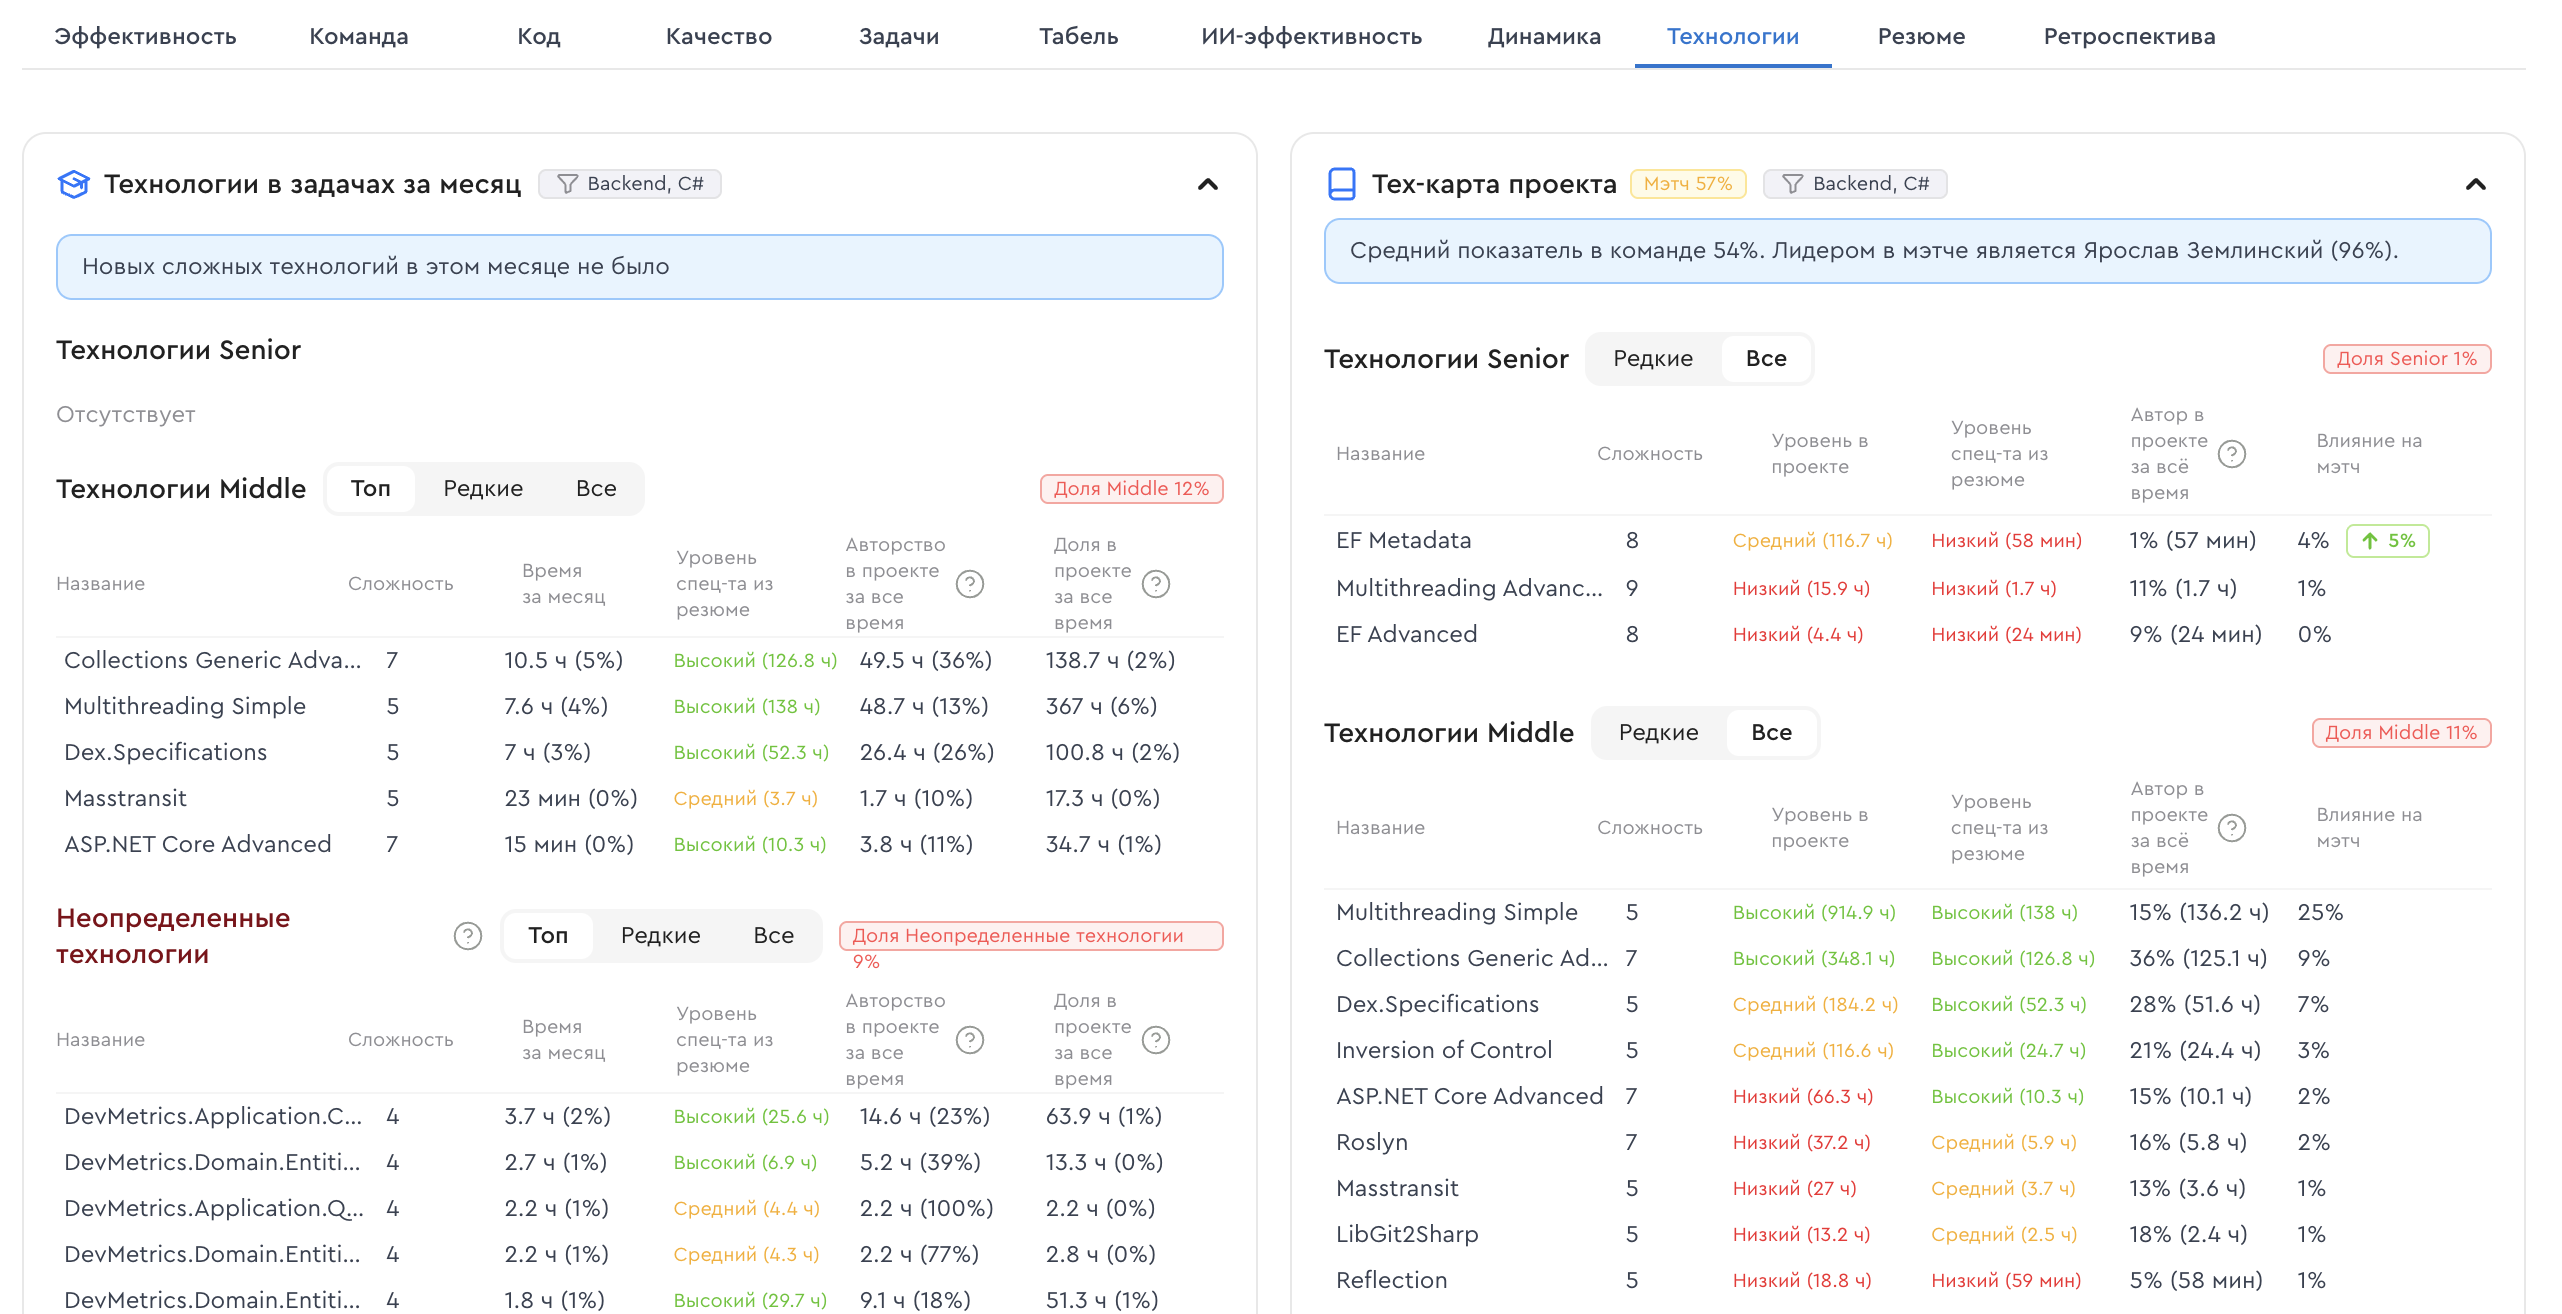 Эффективность Команда Код Качество Задачи Табель ИИ-эффективность Динамика Технологии Резюме Ретроспектива
Технологии в задачах за месяц Backend, C#
Новых сложных технологий в этом месяце не было
Технологии Senior
Отсутствует
Технологии Middle Топ Редкие Все Доля Middle 12%
Название Сложность Время за месяц Уровень спец-та из резюме Авторство в проекте за все время Доля в проекте за все время
Collections Generic Adva... 7 10.5 ч (5%) Высокий (126.8 ч) 49.5 ч (36%) 138.7 ч (2%)
Multithreading Simple 5 7.6 ч (4%) Высокий (138 ч) 48.7 ч (13%) 367 ч (6%)
Dex.Specifications 5 7 ч (3%) Высокий (52.3 ч) 26.4 ч (26%) 100.8 ч (2%)
Masstransit 5 23 мин (0%) Средний (3.7 ч) 1.7 ч (10%) 17.3 ч (0%)
ASP.NET Core Advanced 7 15 мин (0%) Высокий (10.3 ч) 3.8 ч (11%) 34.7 ч (1%)
Неопределенные
технологии
? Топ Редкие Все Доля Неопределенные технологии
9%
Название Сложность Время за месяц Уровень спец-та из резюме Авторство в проекте за все время Доля в проекте за все время
DevMetrics.Application.C... 4 3.7 ч (2%) Высокий (25.6 ч) 14.6 ч (23%) 63.9 ч (1%)
DevMetrics.Domain.Entiti... 4 2.7 ч (1%) Высокий (6.9 ч) 5.2 ч (39%) 13.3 ч (0%)
DevMetrics.Application.Q... 4 2.2 ч (1%) Средний (4.4 ч) 2.2 ч (100%) 2.2 ч (0%)
DevMetrics.Domain.Entiti... 4 2.2 ч (1%) Средний (4.3 ч) 2.2 ч (77%) 2.8 ч (0%)
DevMetrics.Domain.Entiti... 4 1.8 ч (1%) Высокий (29.7 ч) 9.1 ч (18%) 51.3 ч (1%)
Тех-карта проекта Мэтч 57% Backend, C#
Средний показатель в команде 54%. Лидером в мэтче является Ярослав Землинский (96%).
Технологии Senior Редкие Все Доля Senior 1%
Название Сложность Уровень в проекте Уровень спец-та из резюме Автор в проекте за всё время Влияние на мэтч
EF Metadata 8 Средний (116.7 ч) Низкий (58 мин) 1% (57 мин) 4% ↑ 5%
Multithreading Advanc... 9 Низкий (15.9 ч) Низкий (1.7 ч) 11% (1.7 ч) 1%
EF Advanced 8 Низкий (4.4 ч) Низкий (24 мин) 9% (24 мин) 0%
Технологии Middle Редкие Все Доля Middle 11%
Название Сложность Уровень в проекте Уровень спец-та из резюме Автор в проекте за всё время Влияние на мэтч
Multithreading Simple 5 Высокий (914.9 ч) Высокий (138 ч) 15% (136.2 ч) 25%
Collections Generic Ad... 7 Высокий (348.1 ч) Высокий (126.8 ч) 36% (125.1 ч) 9%
Dex.Specifications 5 Средний (184.2 ч) Высокий (52.3 ч) 28% (51.6 ч) 7%
Inversion of Control 5 Средний (116.6 ч) Высокий (24.7 ч) 21% (24.4 ч) 3%
ASP.NET Core Advanced 7 Низкий (66.3 ч) Высокий (10.3 ч) 15% (10.1 ч) 2%
Roslyn 7 Низкий (37.2 ч) Средний (5.9 ч) 16% (5.8 ч) 2%
Masstransit 5 Низкий (27 ч) Средний (3.7 ч) 13% (3.6 ч) 1%
LibGit2Sharp 5 Низкий (13.2 ч) Средний (2.5 ч) 18% (2.4 ч) 1%
Reflection 5 Низкий (18.8 ч) Низкий (59 мин) 5% (58 мин) 1%